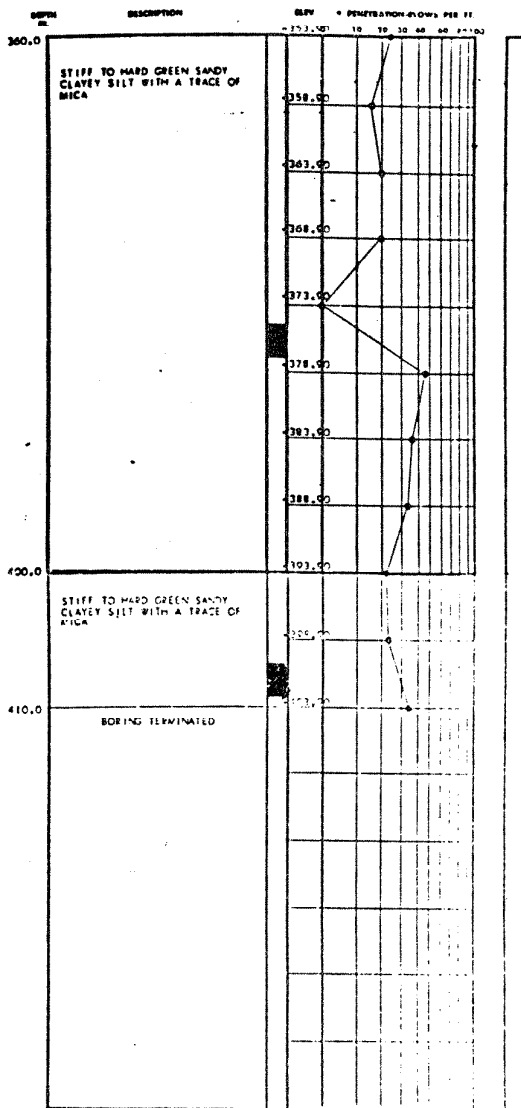 DEPTH DESCRIPTION ELEV • PENETRATION-BLOWS PER FT.
10 20 30 40 60
360.0
STIFF TO HARD GREEN SANDY
CLAYEY SILT WITH A TRACE OF
MICA
-358.90
-363.90
-368.90
-373.90
-378.90
-383.90
-388.90
400.0 -393.90
STIFF TO HARD GREEN SANDY
CLAYEY SILT WITH A TRACE OF
MICA
410.0
BORING TERMINATED